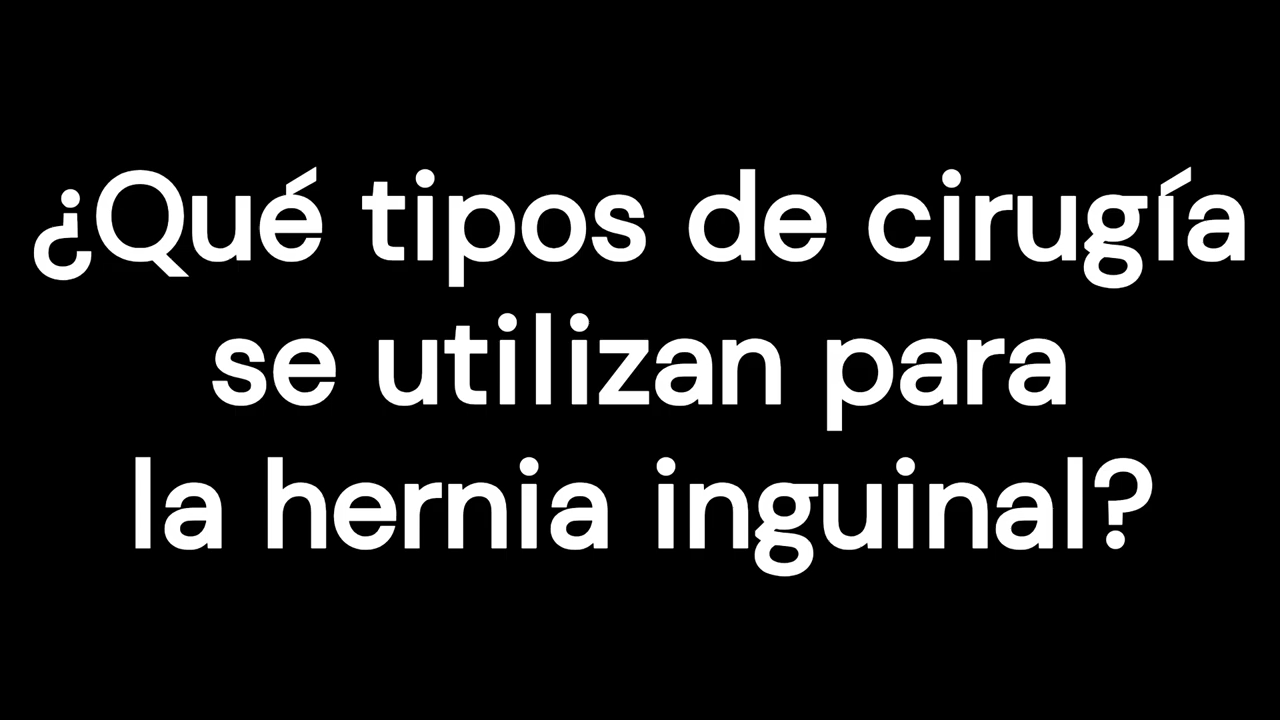 ¿Qué tipos de cirugía
se utilizan para
la hernia inguinal?